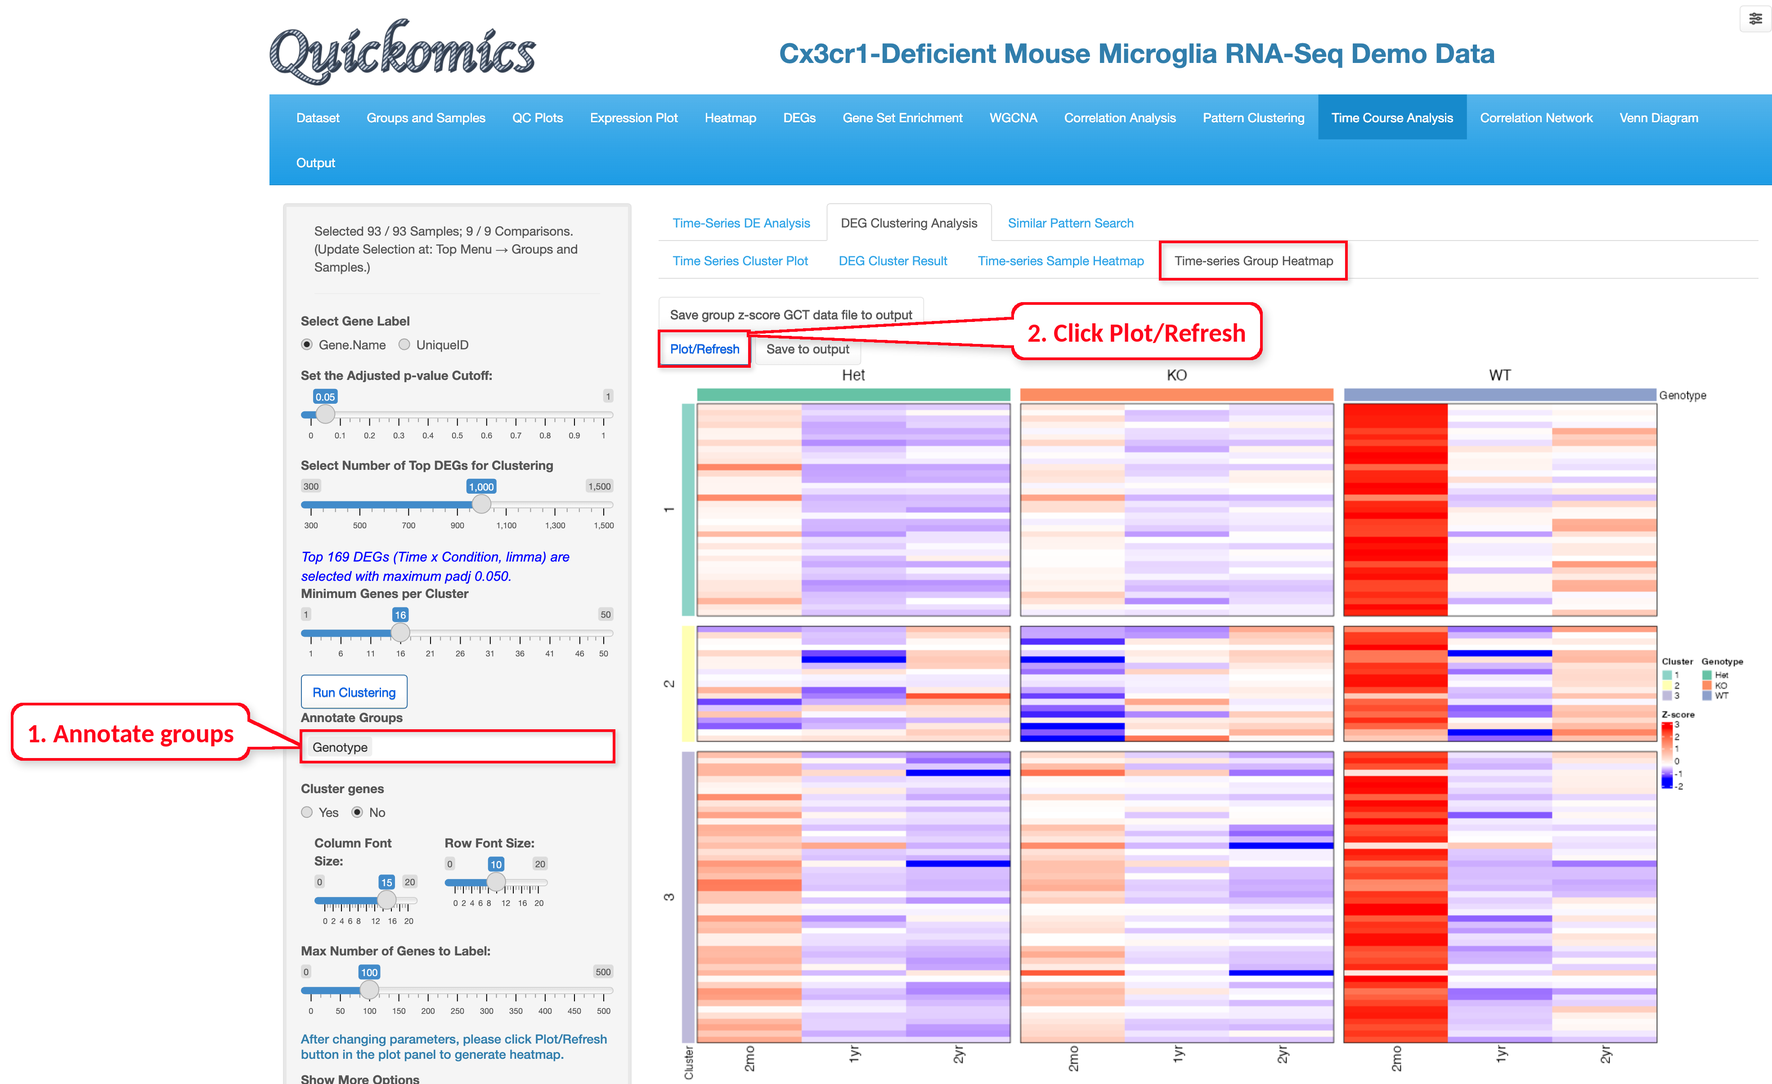 Quickomics
Cx3cr1-Deficient Mouse Microglia RNA-Seq Demo Data
Dataset Groups and Samples QC Plots Expression Plot Heatmap DEGs Gene Set Enrichment WGCNA Correlation Analysis Pattern Clustering Time Course Analysis Correlation Network Venn Diagram
Output
Selected 93 / 93 Samples; 9 / 9 Comparisons.
(Update Selection at: Top Menu → Groups and
Samples.)
Select Gene Label
Gene.Name UniqueID
Set the Adjusted p-value Cutoff:
0.05 1
0 0.1 0.2 0.3 0.4 0.5 0.6 0.7 0.8 0.9 1
Select Number of Top DEGs for Clustering
300 1,000 1,500
300 500 700 900 1,100 1,300 1,500
Top 169 DEGs (Time x Condition, limma) are
selected with maximum padj 0.050.
Minimum Genes per Cluster
1 16 50
1 6 11 16 21 26 31 36 41 46 50
Run Clustering
Annotate Groups
Genotype
1. Annotate groups
Cluster genes
Yes No
Column Font
Size:
0 15 20
0 2 4 6 8 12 16 20
Row Font Size:
0 10 20
0 2 4 6 8 12 16 20
Max Number of Genes to Label:
0 100 500
0 50 100 150 200 250 300 350 400 450 500
After changing parameters, please click Plot/Refresh
button in the plot panel to generate heatmap.
Show More Options
Time-Series DE Analysis DEG Clustering Analysis Similar Pattern Search
Time Series Cluster Plot DEG Cluster Result Time-series Sample Heatmap Time-series Group Heatmap
Save group z-score GCT data file to output
Plot/Refresh Save to output
2. Click Plot/Refresh
Het KO WT
Genotype
1
2
3
Cluster Genotype
1 Het
2 KO
3 WT
Z-score
3
2
1
0
-1
-2
Cluster 2mo 1yr 2yr 2mo 1yr 2yr 2mo 1yr 2yr